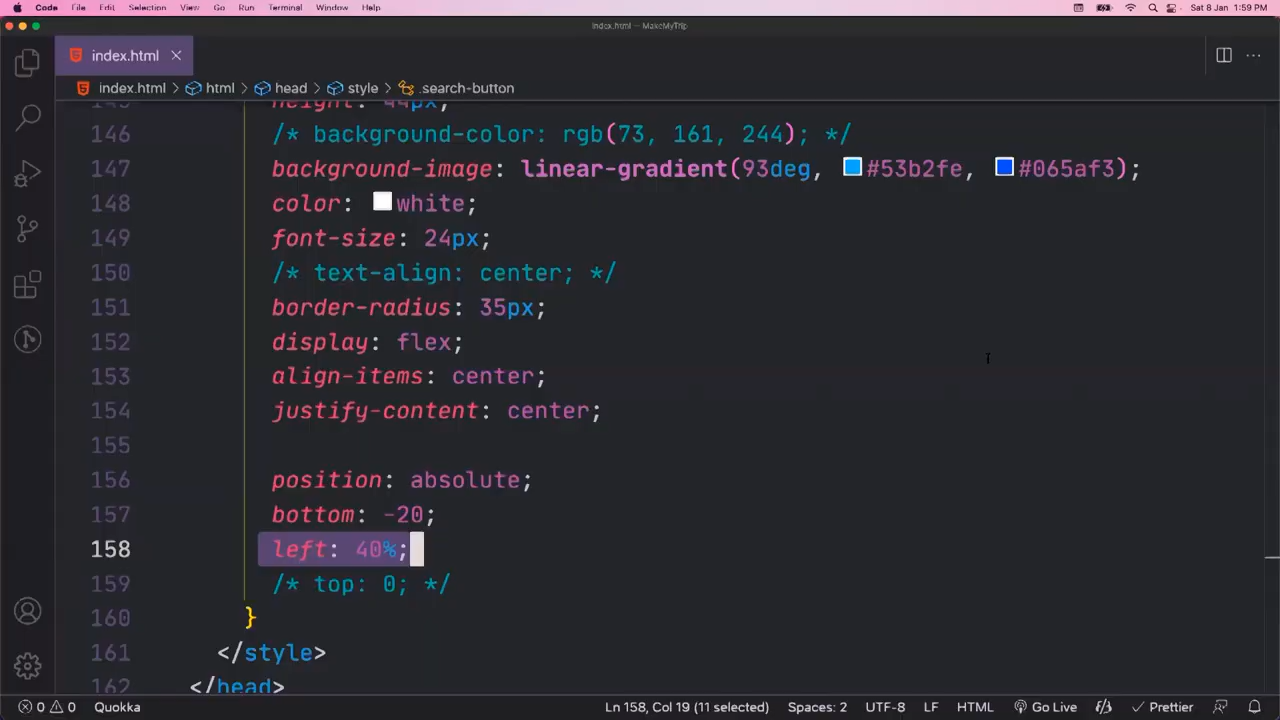 Code File Edit Selection View Go Run Terminal Window Help Sat 8 Jan 1:59 PM
index.html — MakeMyTrip
index.html
index.html > html > head > style > .search-button
145 height: 44px;
146 /* background-color: rgb(73, 161, 244); */
147 background-image: linear-gradient(93deg, #53b2fe, #065af3);
148 color: white;
149 font-size: 24px;
150 /* text-align: center; */
151 border-radius: 35px;
152 display: flex;
153 align-items: center;
154 justify-content: center;
155
156 position: absolute;
157 bottom: -20;
158 left: 40%;
159 /* top: 0; */
160 }
161 </style>
162 </head>
0 0 Quokka Ln 158, Col 19 (11 selected) Spaces: 2 UTF-8 LF HTML Go Live Prettier